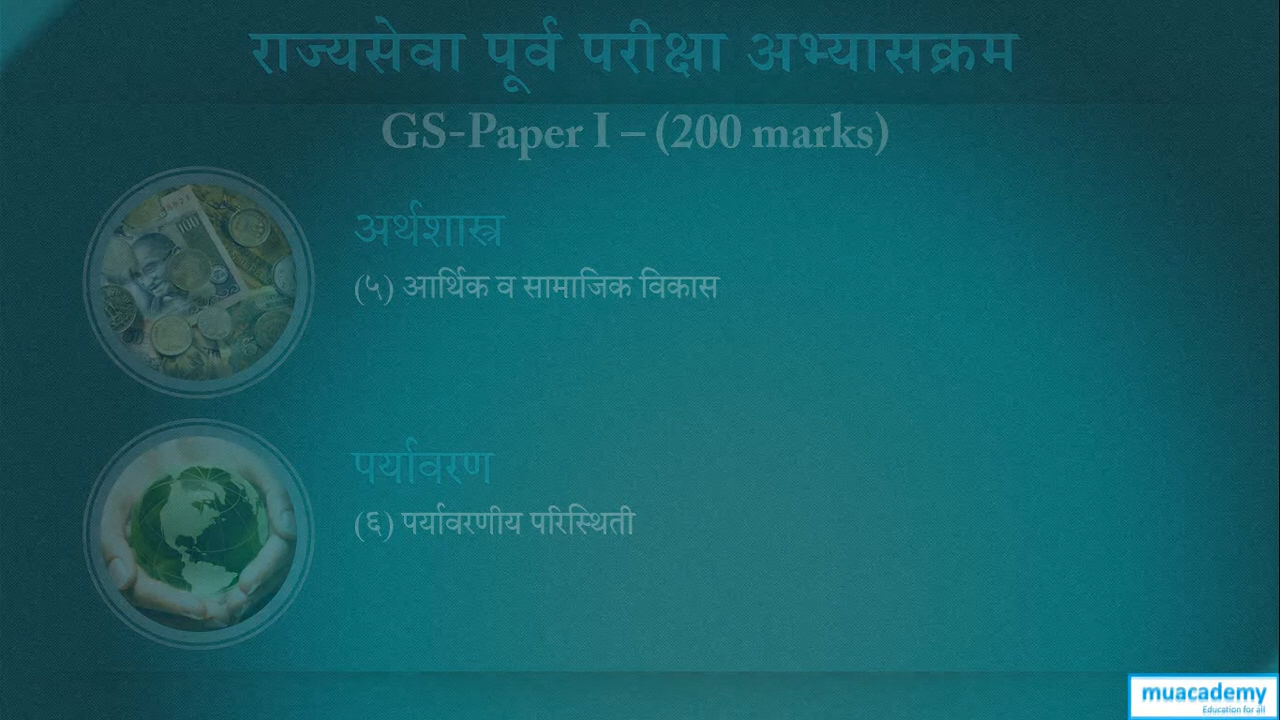 राज्यसेवा पूर्व परीक्षा अभ्यासक्रम
GS-Paper I – (200 marks)
अर्थशास्त्र
(५) आर्थिक व सामाजिक विकास
पर्यावरण
(६) पर्यावरणीय परिस्थिती
muacademy
Education for all